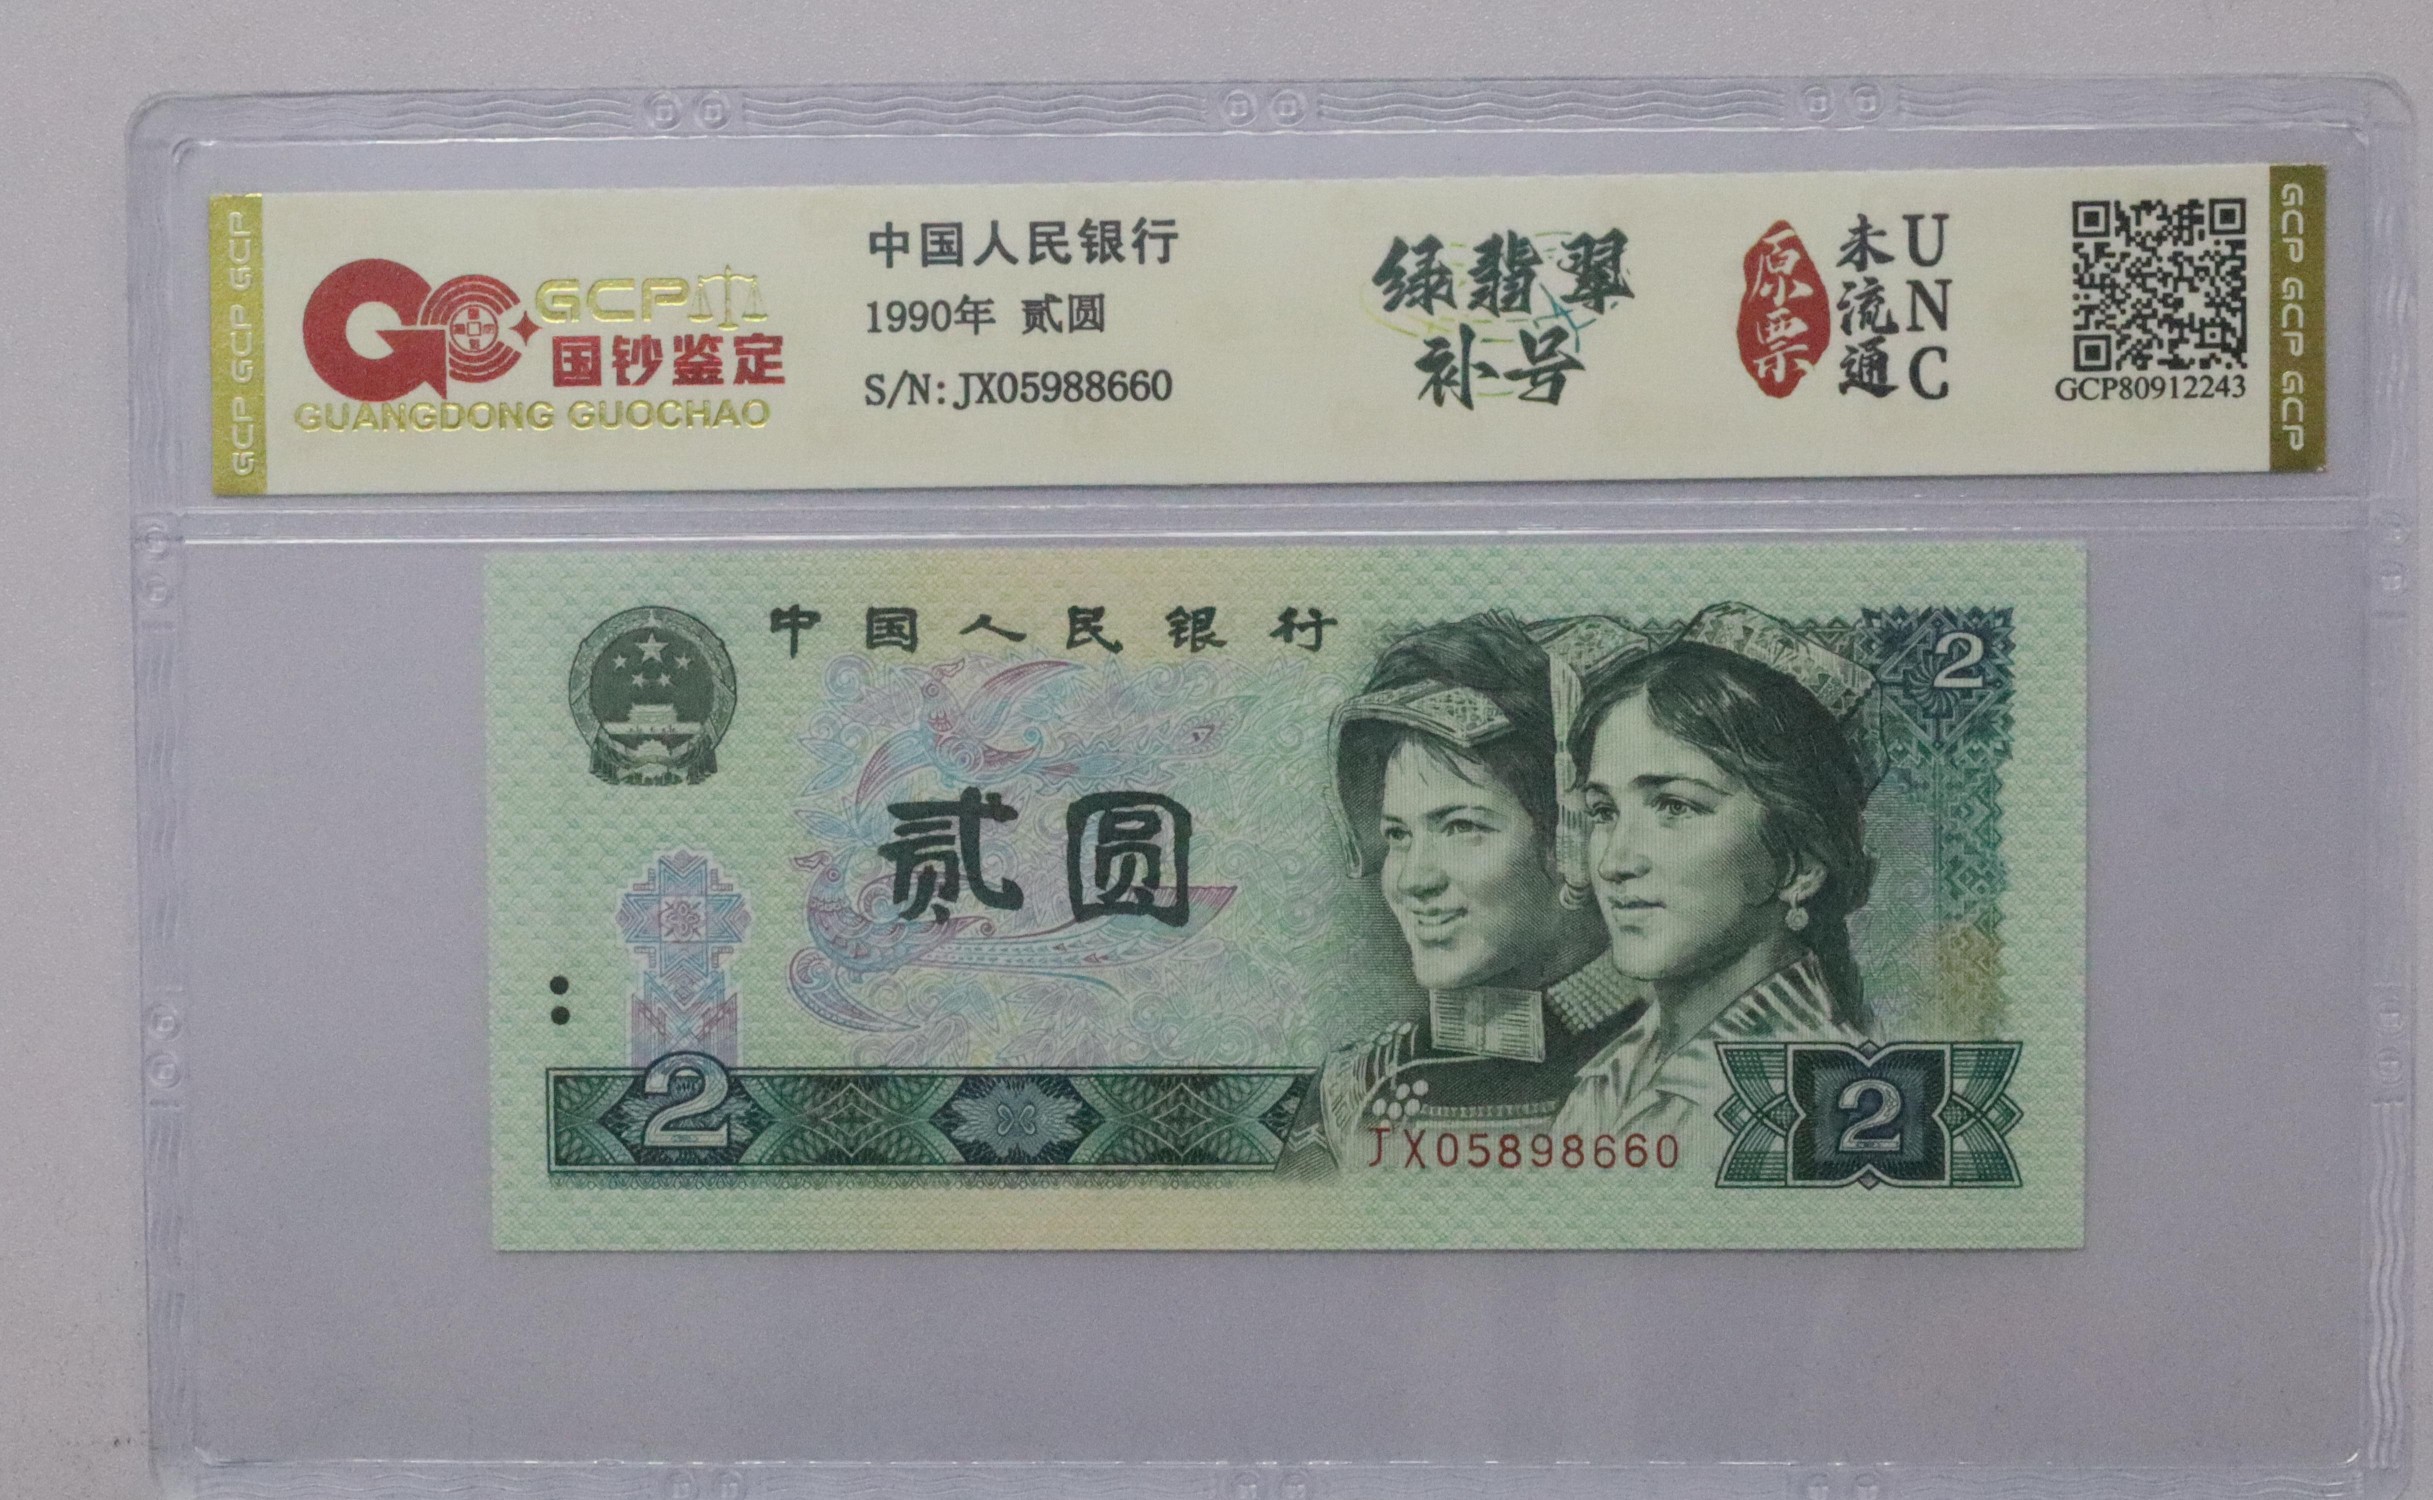 GCP GCP GCP GCP
GCP
国钞鉴定
GUANGDONG GUOCHAO
中国人民银行
1990年 贰圆
S/N:JX05988660
绿翡翠
补号
原票
未流通
UNC
GCP80912243
GCP GCP GCP
中国人民银行
2
贰圆
2
JX05898660
2